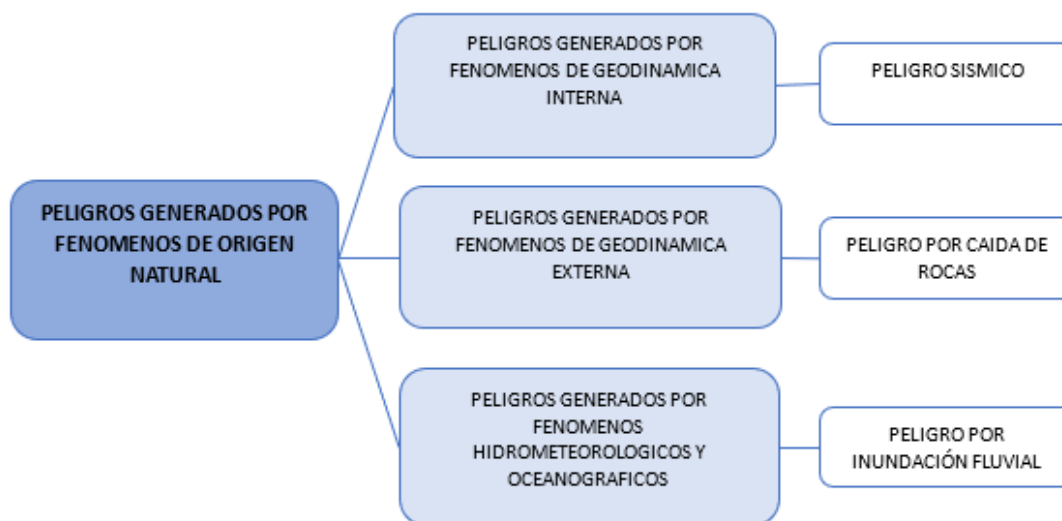 PELIGROS GENERADOS POR
FENOMENOS DE ORIGEN
NATURAL
PELIGROS GENERADOS POR
FENOMENOS DE GEODINAMICA
INTERNA
PELIGRO SISMICO
PELIGROS GENERADOS POR
FENOMENOS DE GEODINAMICA
EXTERNA
PELIGRO POR CAIDA DE
ROCAS
PELIGROS GENERADOS POR
FENOMENOS
HIDROMETEOROLOGICOS Y
OCEANOGRAFICOS
PELIGRO POR
INUNDACIÓN FLUVIAL